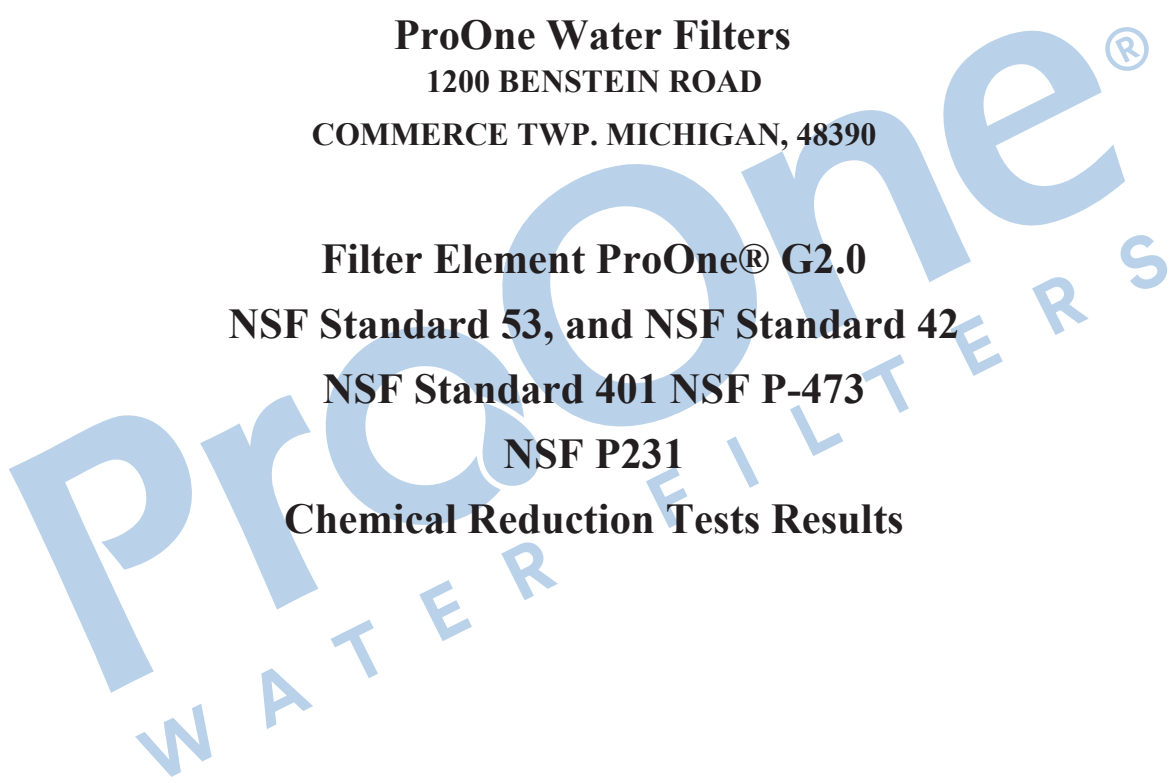 ProOne Water Filters
1200 BENSTEIN ROAD
COMMERCE TWP. MICHIGAN, 48390
Filter Element ProOne® G2.0
NSF Standard 53, and NSF Standard 42
NSF Standard 401 NSF P-473
NSF P231
Chemical Reduction Tests Results
ProOne®
WATER FILTERS